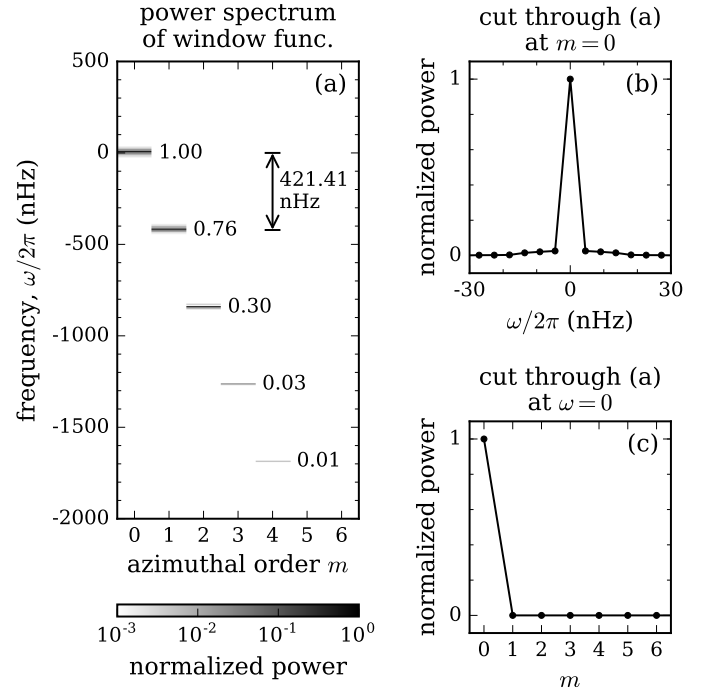 power spectrum
of window func.
500
0
-500
-1000
-1500
-2000
frequency, ω/2π (nHz)
(a)
1.00
0.76
0.30
0.03
0.01
421.41
nHz
0 1 2 3 4 5 6
azimuthal order m
10^-3 10^-2 10^-1 10^0
normalized power
cut through (a)
at m = 0
(b)
1
0
normalized power
-30 0 30
ω/2π (nHz)
cut through (a)
at ω = 0
(c)
1
0
normalized power
0 1 2 3 4 5 6
m